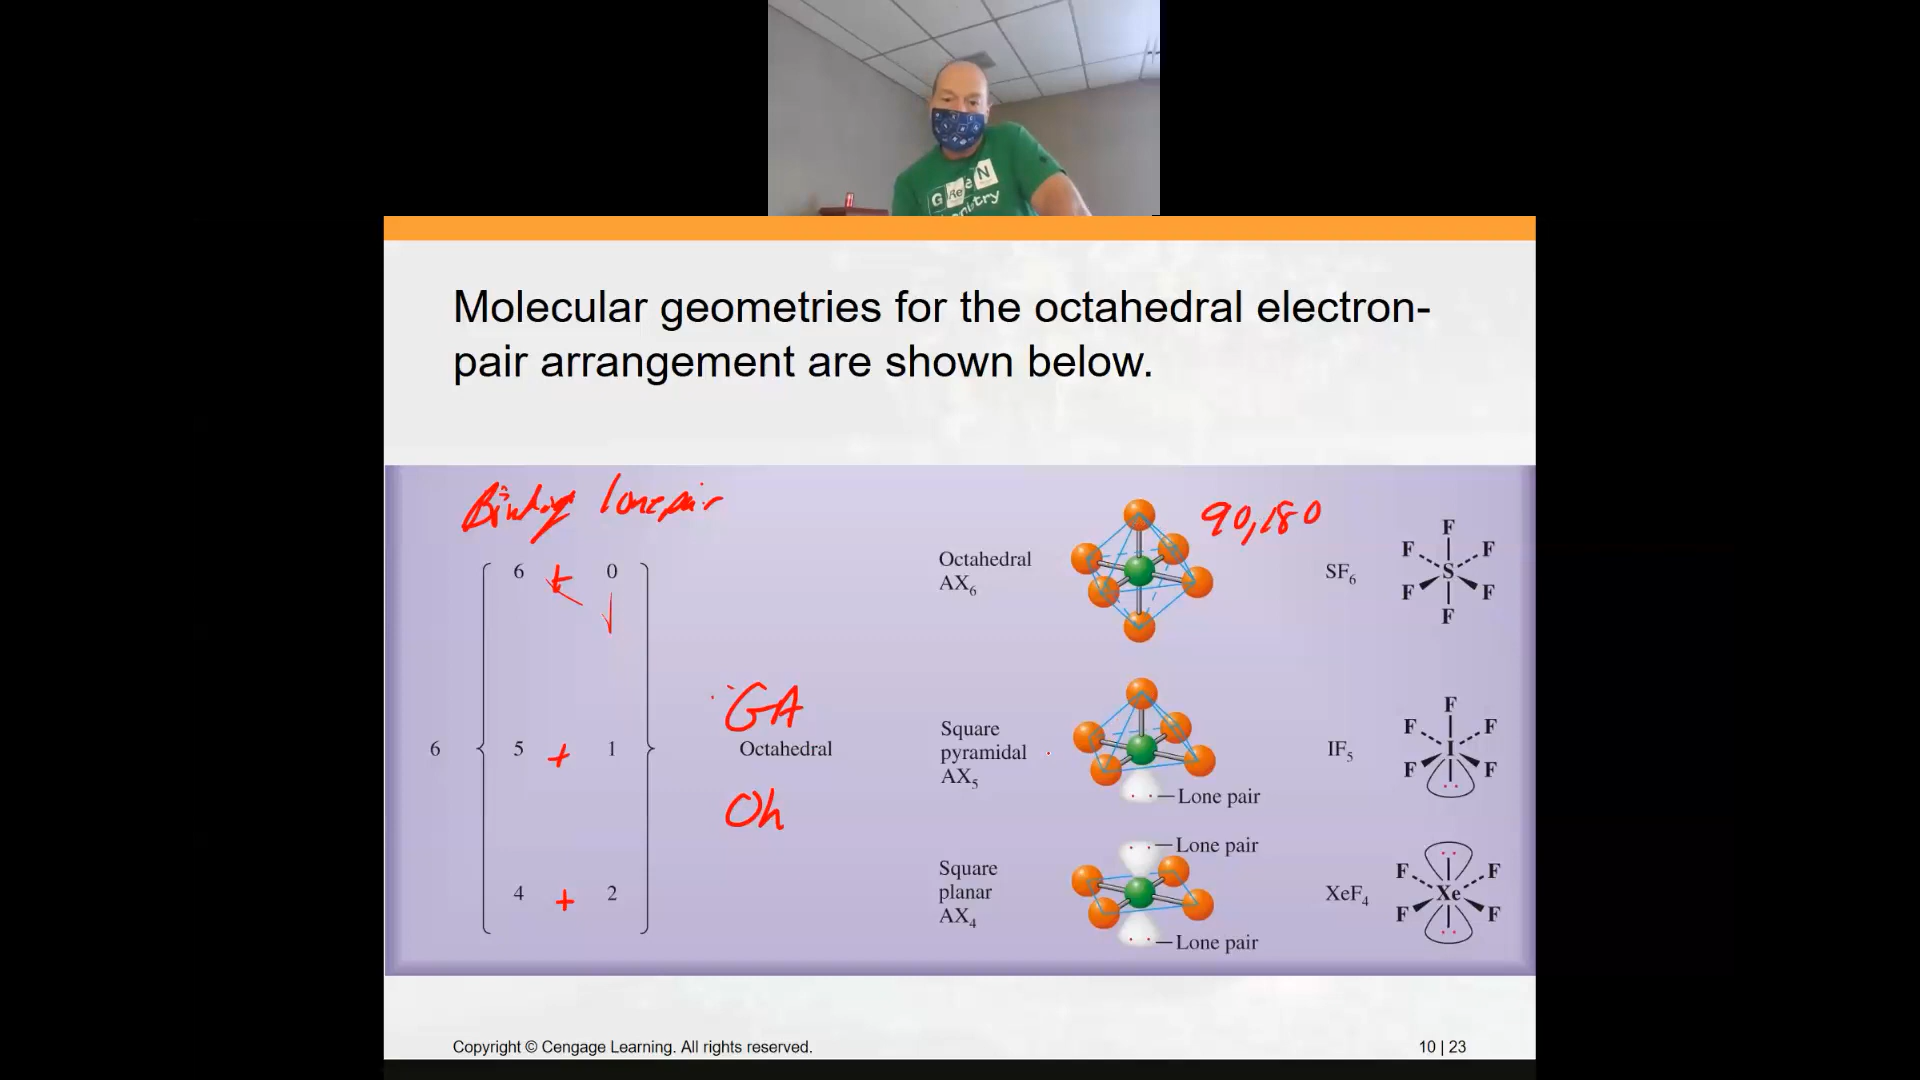 G Re e N
Molecular geometries for the octahedral electron-
pair arrangement are shown below.
Binding lone pair
90,180
6 + 0
Octahedral
AX6
SF6
F
F F
S
F F
F
GA
6
5 + 1
Octahedral
Oh
Square
pyramidal
AX5
Lone pair
IF5
F
F F
I
F F
4 + 2
Square
planar
AX4
Lone pair
Lone pair
XeF4
F F
Xe
F F
Copyright © Cengage Learning. All rights reserved.
10 | 23